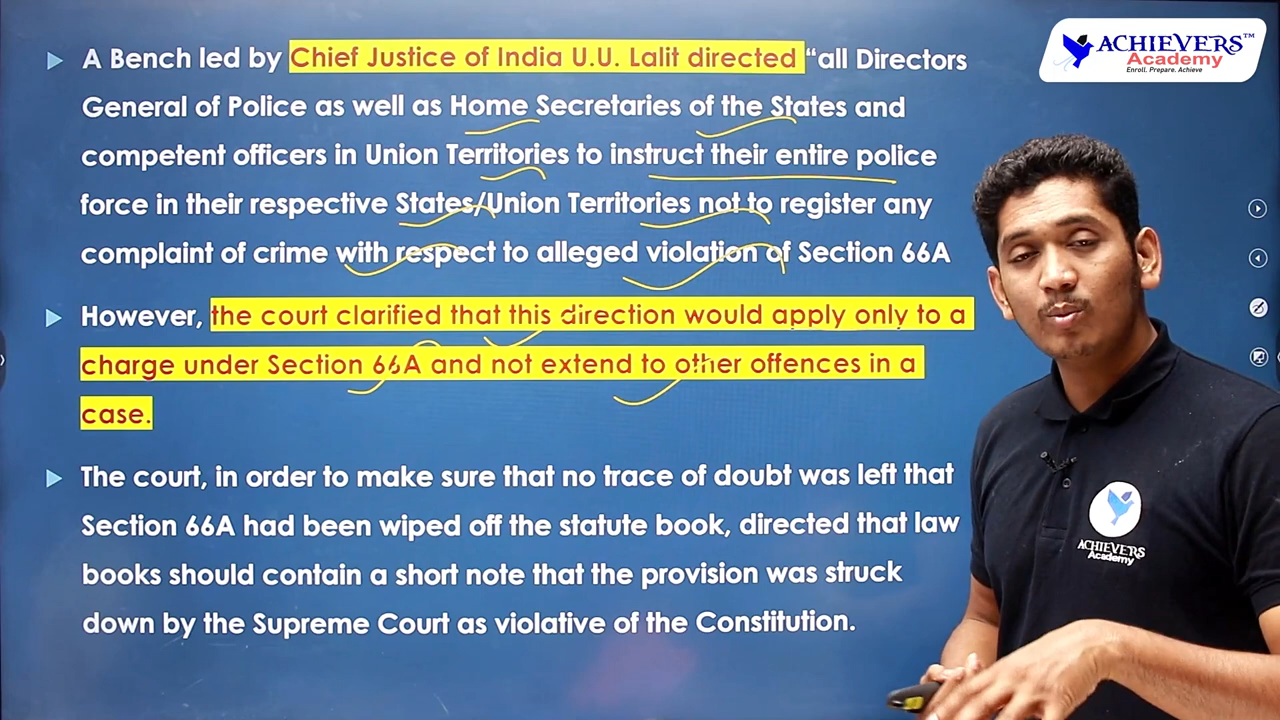 A Bench led by Chief Justice of India U.U. Lalit directed “all Directors
General of Police as well as Home Secretaries of the States and
competent officers in Union Territories to instruct their entire police
force in their respective States/Union Territories not to register any
complaint of crime with respect to alleged violation of Section 66A
However, the court clarified that this direction would apply only to a
charge under Section 66A and not extend to other offences in a
case.
The court, in order to make sure that no trace of doubt was left that
Section 66A had been wiped off the statute book, directed that law
books should contain a short note that the provision was struck
down by the Supreme Court as violative of the Constitution.
ACHIEVERS™
Academy
Enroll. Prepare. Achieve
ACHIEVERS
Academy